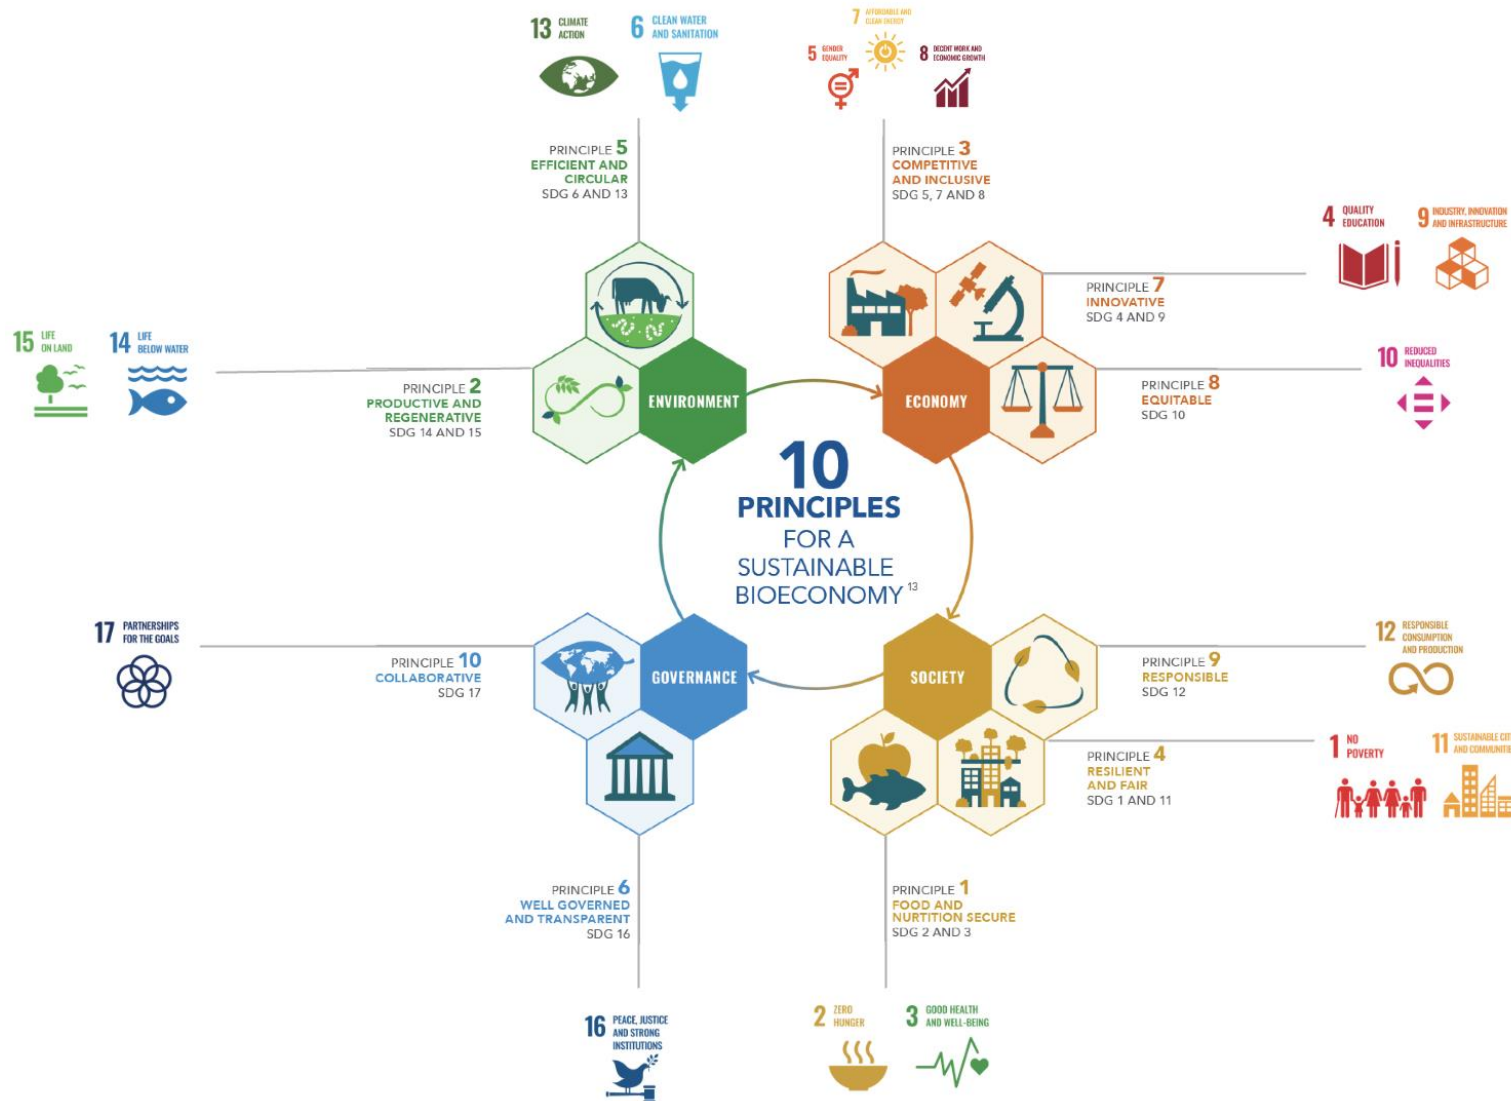 13 CLIMATE
ACTION
6 CLEAN WATER
AND SANITATION
7 AFFORDABLE AND
CLEAN ENERGY
5 GENDER
EQUALITY
8 DECENT WORK AND
ECONOMIC GROWTH
PRINCIPLE 5
EFFICIENT AND
CIRCULAR
SDG 6 AND 13
PRINCIPLE 3
COMPETITIVE
AND INCLUSIVE
SDG 5, 7 AND 8
4 QUALITY
EDUCATION
9 INDUSTRY, INNOVATION
AND INFRASTRUCTURE
PRINCIPLE 7
INNOVATIVE
SDG 4 AND 9
15 LIFE
ON LAND
14 LIFE
BELOW WATER
10 REDUCED
INEQUALITIES
PRINCIPLE 2
PRODUCTIVE AND
REGENERATIVE
SDG 14 AND 15
ENVIRONMENT
ECONOMY
PRINCIPLE 8
EQUITABLE
SDG 10
10
PRINCIPLES
FOR A
SUSTAINABLE
BIOECONOMY 13
17 PARTNERSHIPS
FOR THE GOALS
PRINCIPLE 10
COLLABORATIVE
SDG 17
GOVERNANCE
SOCIETY
PRINCIPLE 9
RESPONSIBLE
SDG 12
12 RESPONSIBLE
CONSUMPTION
AND PRODUCTION
PRINCIPLE 4
RESILIENT
AND FAIR
SDG 1 AND 11
1 NO
POVERTY
11 SUSTAINABLE CIT
AND COMMUNITI
PRINCIPLE 6
WELL GOVERNED
AND TRANSPARENT
SDG 16
PRINCIPLE 1
FOOD AND
NURTITION SECURE
SDG 2 AND 3
16 PEACE, JUSTICE
AND STRONG
INSTITUTIONS
2 ZERO
HUNGER
3 GOOD HEALTH
AND WELL-BEING